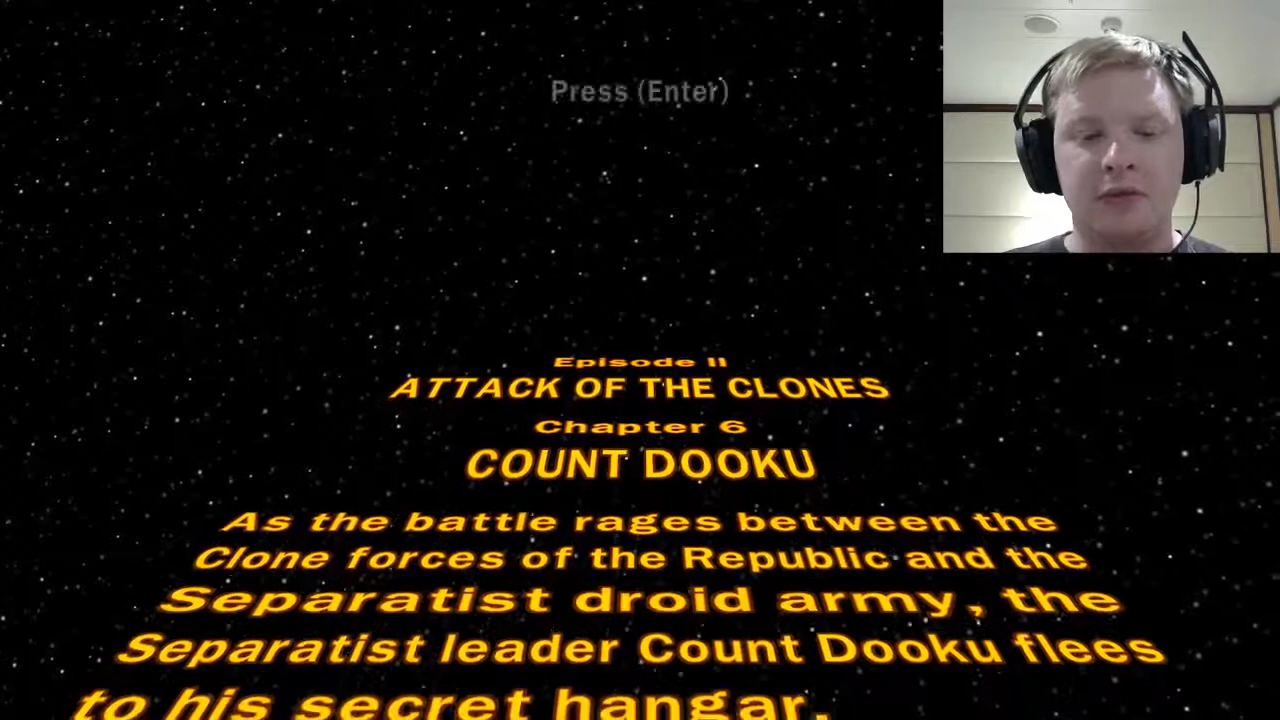 Press (Enter)
Episode II
ATTACK OF THE CLONES
Chapter 6
COUNT DOOKU
As the battle rages between the
Clone forces of the Republic and the
Separatist droid army, the
Separatist leader Count Dooku flees
to his secret hangar.